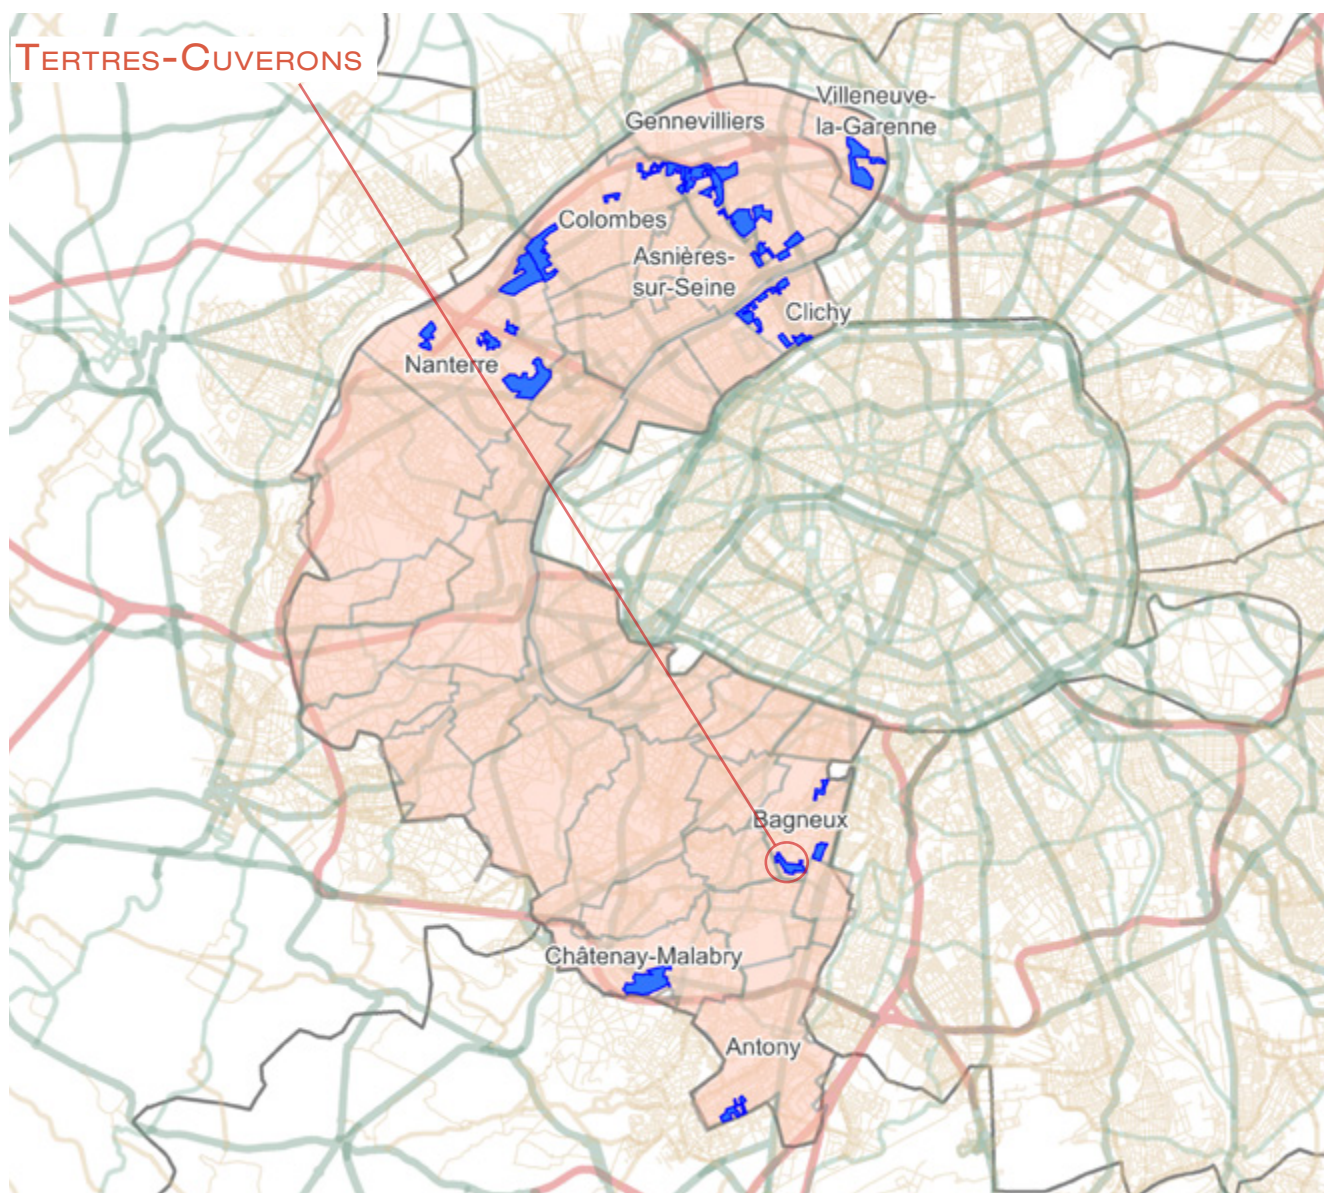 TERTRES-CUVERONS
Villeneuve-
la-Garenne
Gennevilliers
Colombes
Asnières-
sur-Seine
Clichy
Nanterre
Bagneux
Châtenay-Malabry
Antony